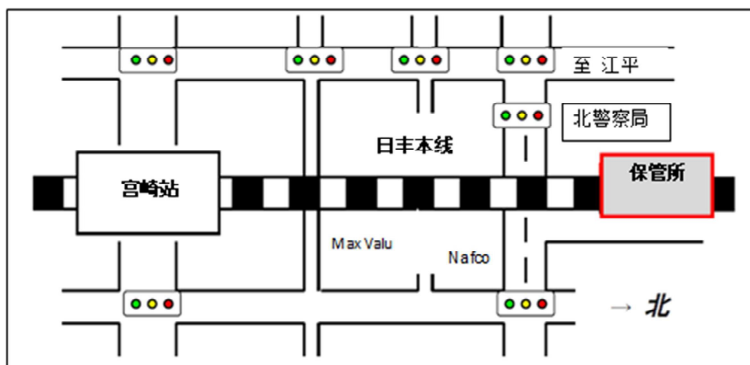 至 江平
北警察局
日丰本线
宫崎站
保管所
Max Valu
Nafco
→ 北